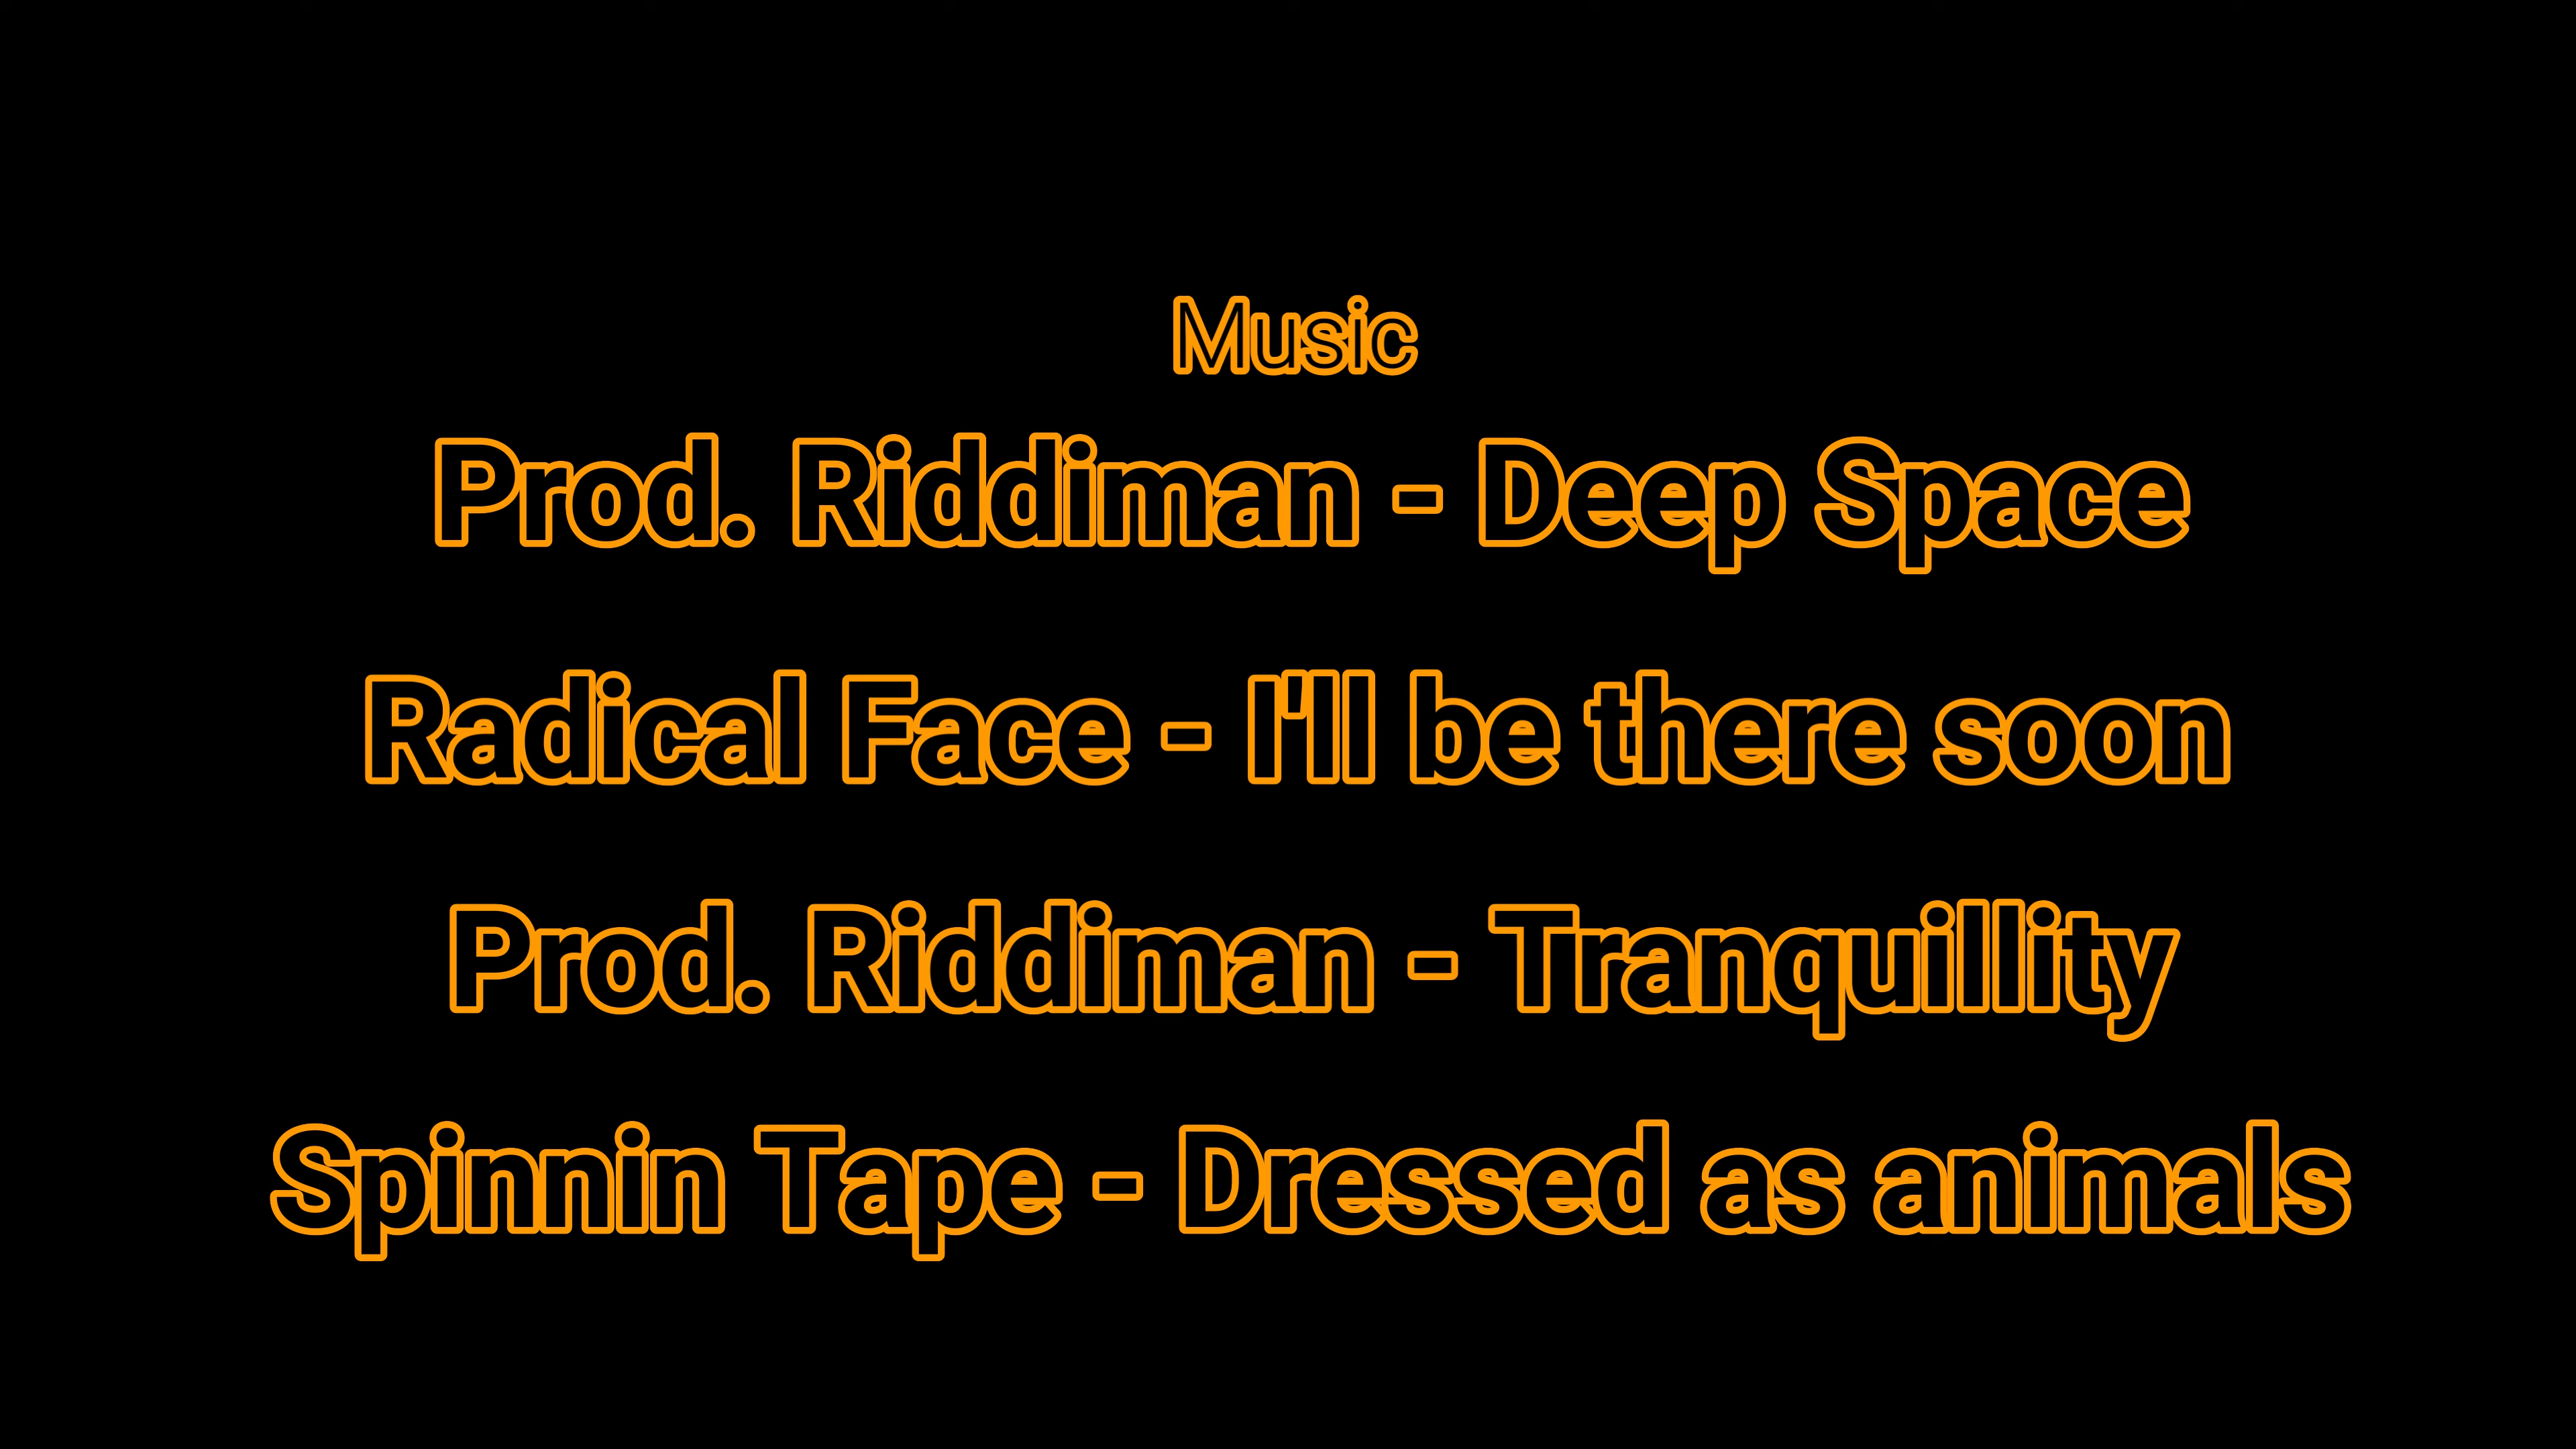 Music
Prod. Riddiman - Deep Space
Radical Face - I'll be there soon
Prod. Riddiman - Tranquillity
Spinnin Tape - Dressed as animals